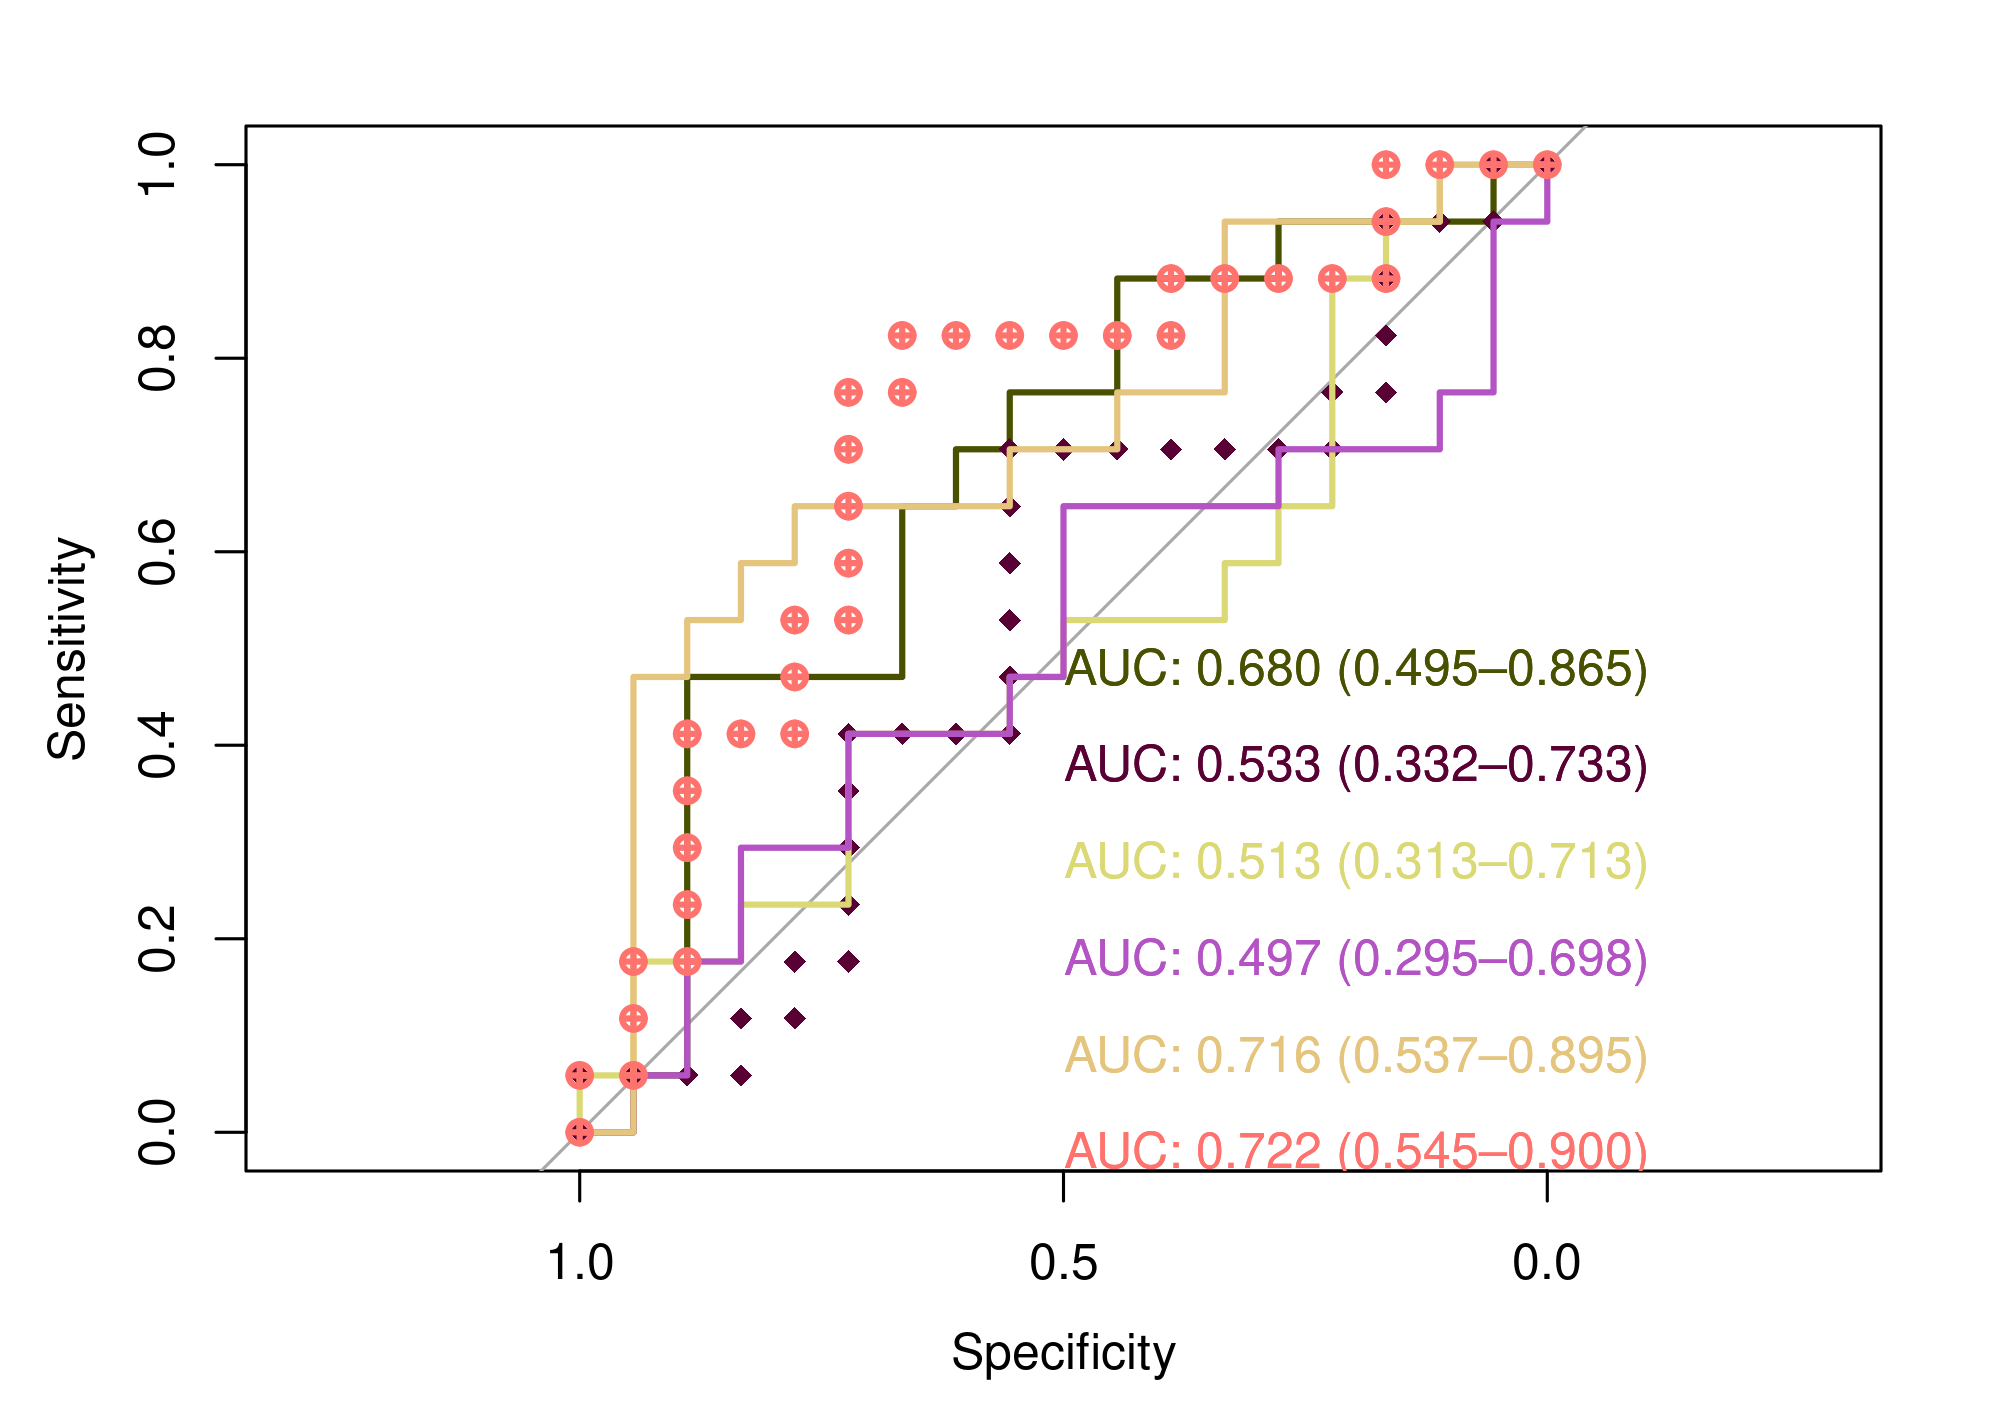 1.0
0.8
0.6
0.4
0.2
0.0
Sensitivity
AUC: 0.680 (0.495–0.865)
AUC: 0.533 (0.332–0.733)
AUC: 0.513 (0.313–0.713)
AUC: 0.497 (0.295–0.698)
AUC: 0.716 (0.537–0.895)
AUC: 0.722 (0.545–0.900)
1.0 0.5 0.0
Specificity